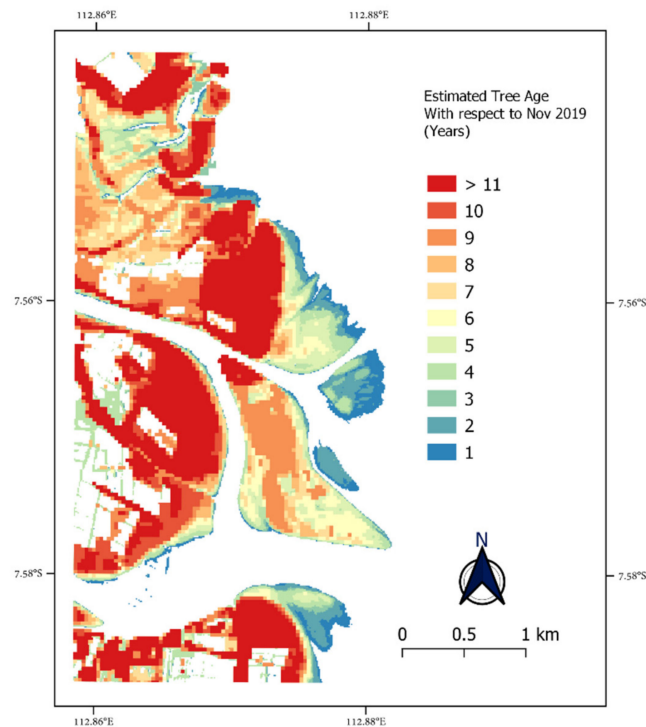 112.86°E 112.88°E
Estimated Tree Age
With respect to Nov 2019
(Years)
> 11
10
9
8
7
7.56°S 7.56°S
6
5
4
3
2
1
N
7.58°S 7.58°S
0 0.5 1 km
112.86°E 112.88°E